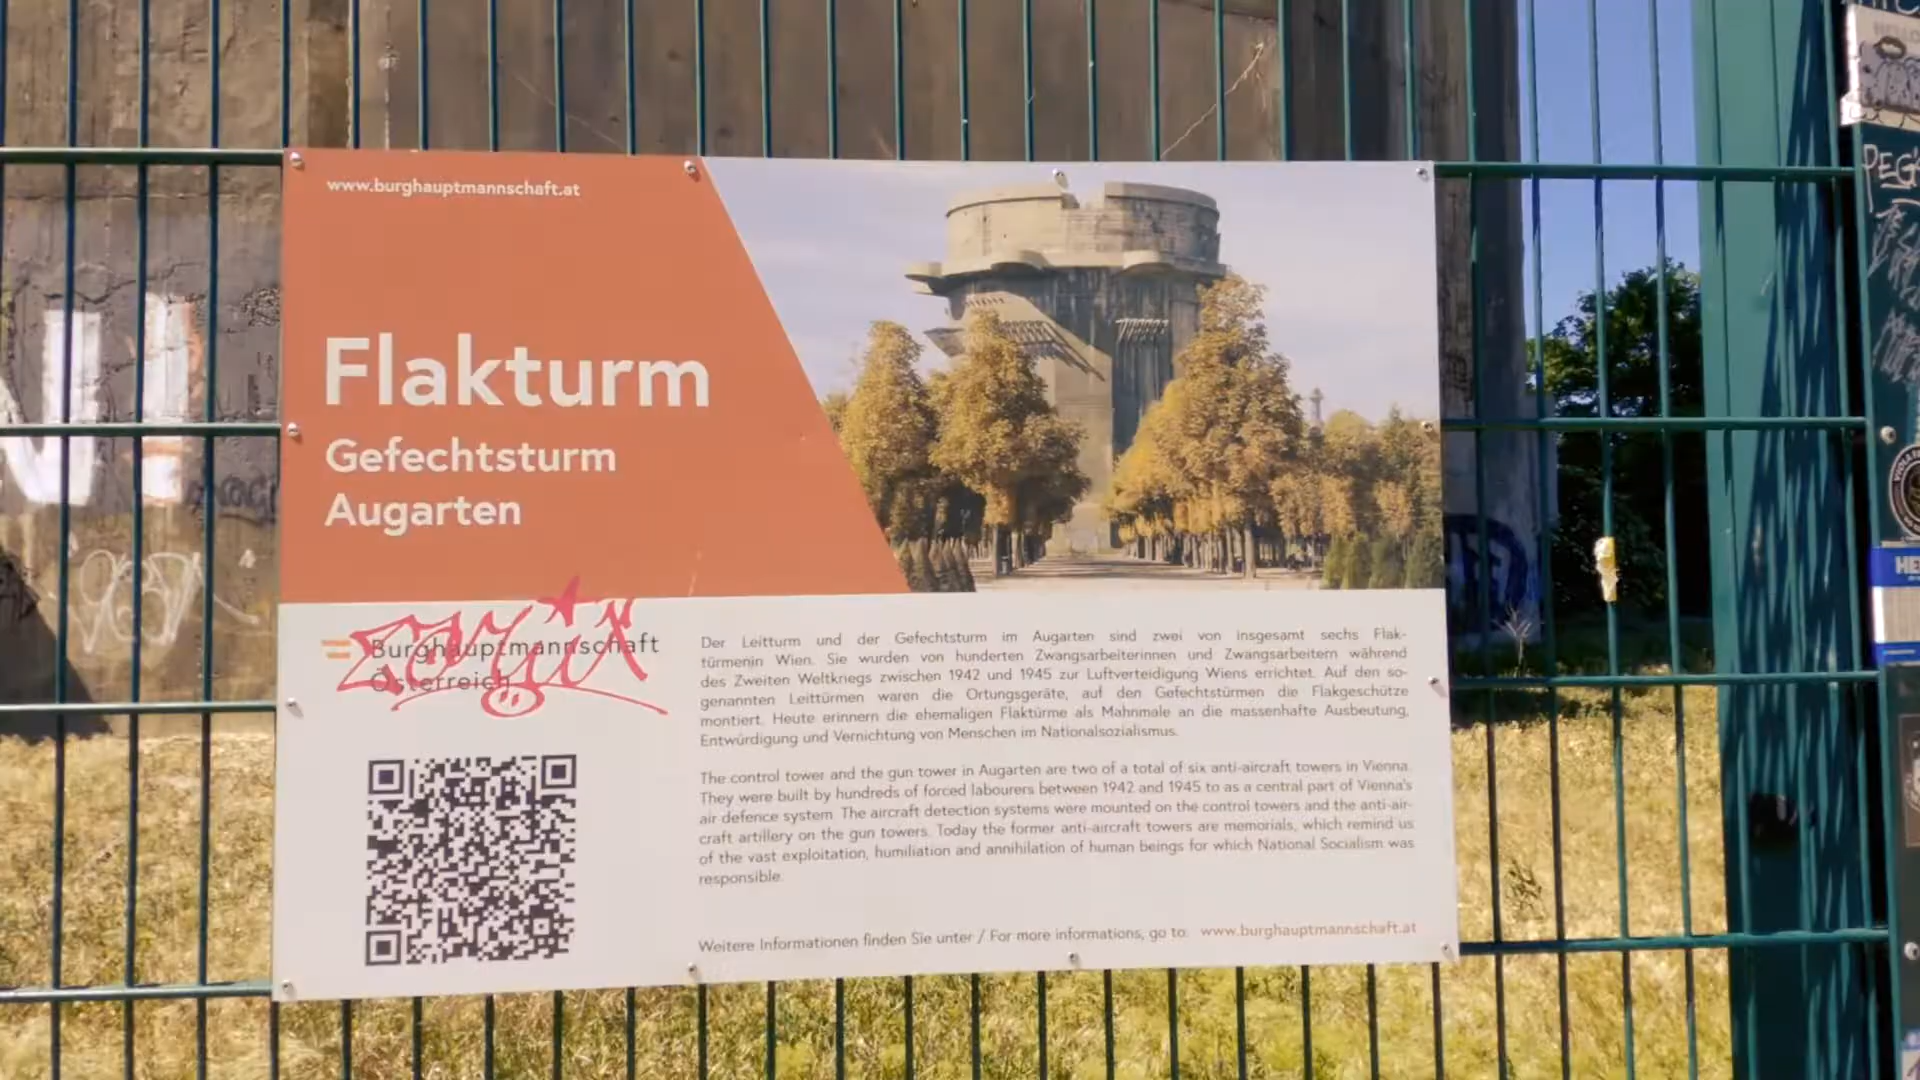 www.burghauptmannschaft.at
Flakturm
Gefechtsturm
Augarten
Burghauptmannschaft
Österreich
Der Leitturm und der Gefechtsturm im Augarten sind zwei von insgesamt sechs Flak-
türmenin Wien. Sie wurden von hunderten Zwangsarbeiterinnen und Zwangsarbeitern während
des Zweiten Weltkriegs zwischen 1942 und 1945 zur Luftverteidigung Wiens errichtet. Auf den so-
genannten Leittürmen waren die Ortungsgeräte, auf den Gefechtstürmen die Flakgeschütze
montiert. Heute erinnern die ehemaligen Flaktürme als Mahnmale an die massenhafte Ausbeutung,
Entwürdigung und Vernichtung von Menschen im Nationalsozialismus.
The control tower and the gun tower in Augarten are two of a total of six anti-aircraft towers in Vienna.
They were built by hundreds of forced labourers between 1942 and 1945 to as a central part of Vienna's
air defence system. The aircraft detection systems were mounted on the control towers and the anti-air-
craft artillery on the gun towers. Today the former anti-aircraft towers are memorials, which remind us
of the vast exploitation, humiliation and annihilation of human beings for which National Socialism was
responsible.
Weitere Informationen finden Sie unter / For more informations, go to: www.burghauptmannschaft.at